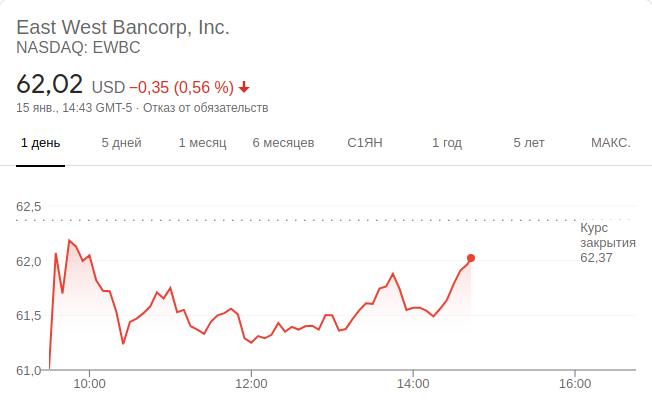 East West Bancorp, Inc.
NASDAQ: EWBC
62,02 USD −0,35 (0,56 %)
15 янв., 14:43 GMT-5 · Отказ от обязательств
1 день 5 дней 1 месяц 6 месяцев С1ЯН 1 год 5 лет МАКС.
62,5
Курс
закрытия
62,37
62,0
61,5
61,0
10:00 12:00 14:00 16:00